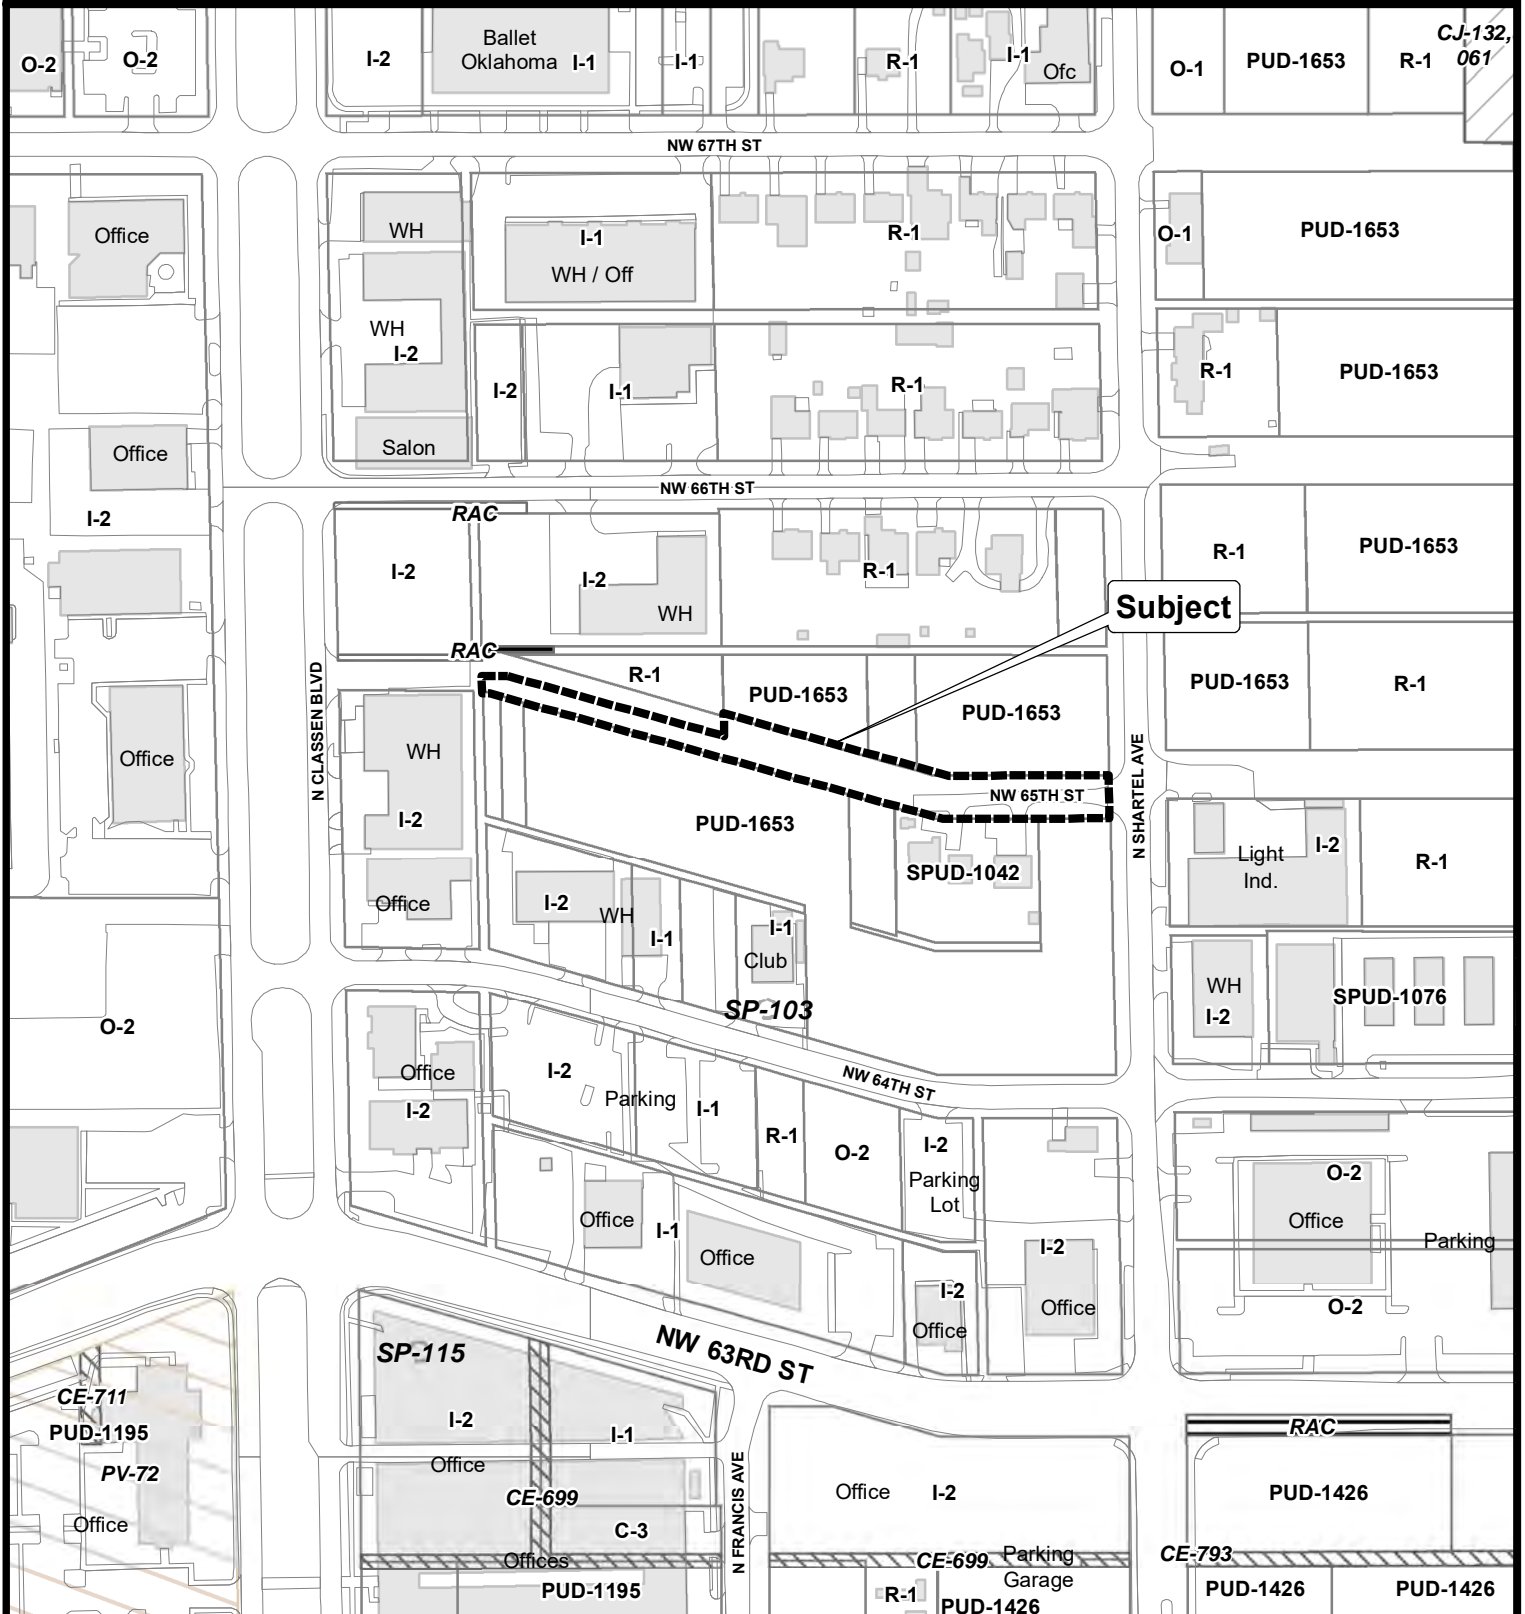 O-2
O-2
I-2
Ballet
Oklahoma
I-1
I-1
R-1
I-1
Ofc
O-1
PUD-1653
R-1
CJ-132,
061
NW 67TH ST
Office
WH
I-1
WH / Off
R-1
O-1
PUD-1653
WH
I-2
I-2
I-1
R-1
R-1
PUD-1653
Office
Salon
I-2
NW 66TH ST
RAC
I-2
I-2
WH
R-1
R-1
PUD-1653
Subject
RAC
R-1
PUD-1653
PUD-1653
PUD-1653
R-1
N CLASSEN BLVD
Office
WH
I-2
NW 65TH ST
N SHARTEL AVE
PUD-1653
SPUD-1042
Light
Ind.
I-2
R-1
Office
I-2
WH
I-1
I-1
Club
SP-103
WH
I-2
SPUD-1076
O-2
Office
I-2
I-2
Parking
I-1
NW 64TH ST
R-1
O-2
I-2
Parking
Lot
O-2
Office
Parking
O-2
Office
I-1
Office
I-2
Office
I-2
Office
NW 63RD ST
SP-115
I-2
I-1
Office
CE-711
PUD-1195
PV-72
Office
CE-699
C-3
Offices
PUD-1195
N FRANCIS AVE
Office
I-2
RAC
PUD-1426
CE-699
Parking
Garage
CE-793
R-1
PUD-1426
PUD-1426
PUD-1426